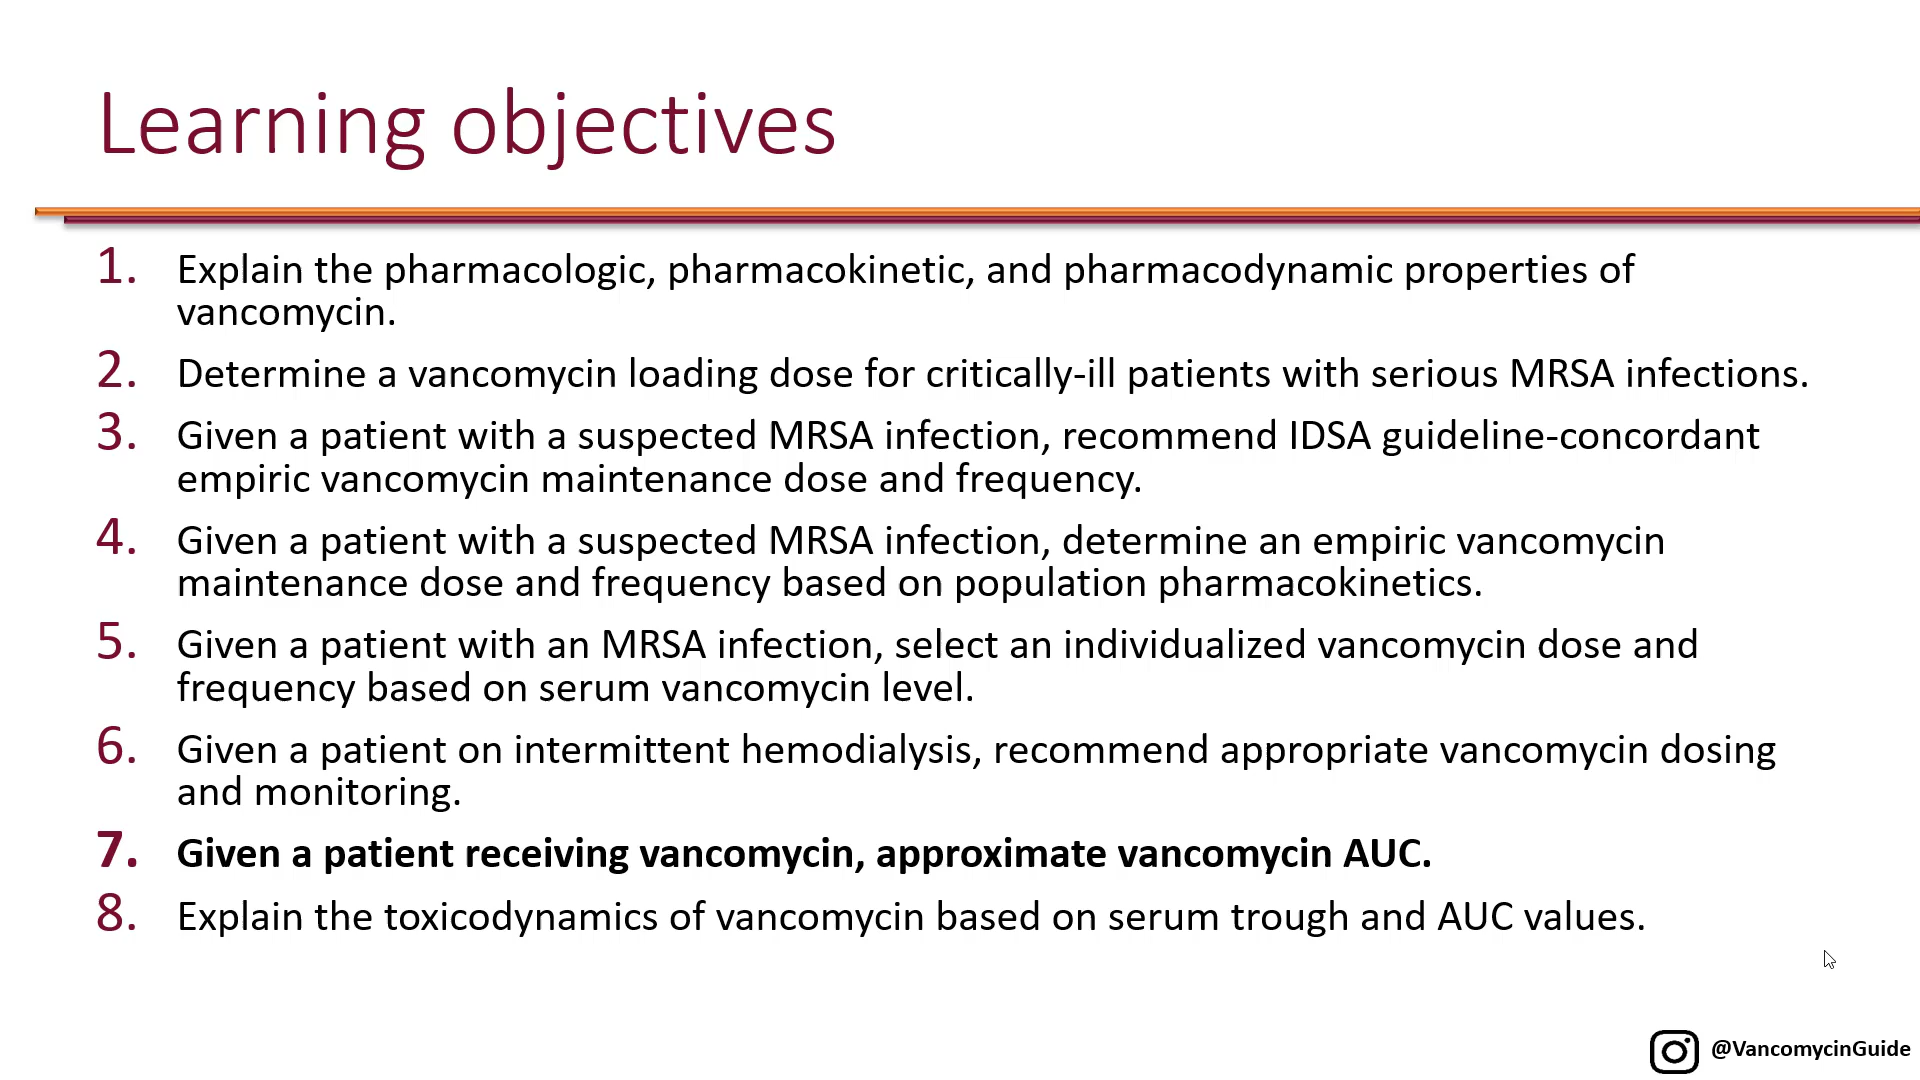 Learning objectives
1. Explain the pharmacologic, pharmacokinetic, and pharmacodynamic properties of
vancomycin.
2. Determine a vancomycin loading dose for critically-ill patients with serious MRSA infections.
3. Given a patient with a suspected MRSA infection, recommend IDSA guideline-concordant
empiric vancomycin maintenance dose and frequency.
4. Given a patient with a suspected MRSA infection, determine an empiric vancomycin
maintenance dose and frequency based on population pharmacokinetics.
5. Given a patient with an MRSA infection, select an individualized vancomycin dose and
frequency based on serum vancomycin level.
6. Given a patient on intermittent hemodialysis, recommend appropriate vancomycin dosing
and monitoring.
7. Given a patient receiving vancomycin, approximate vancomycin AUC.
8. Explain the toxicodynamics of vancomycin based on serum trough and AUC values.
@VancomycinGuide